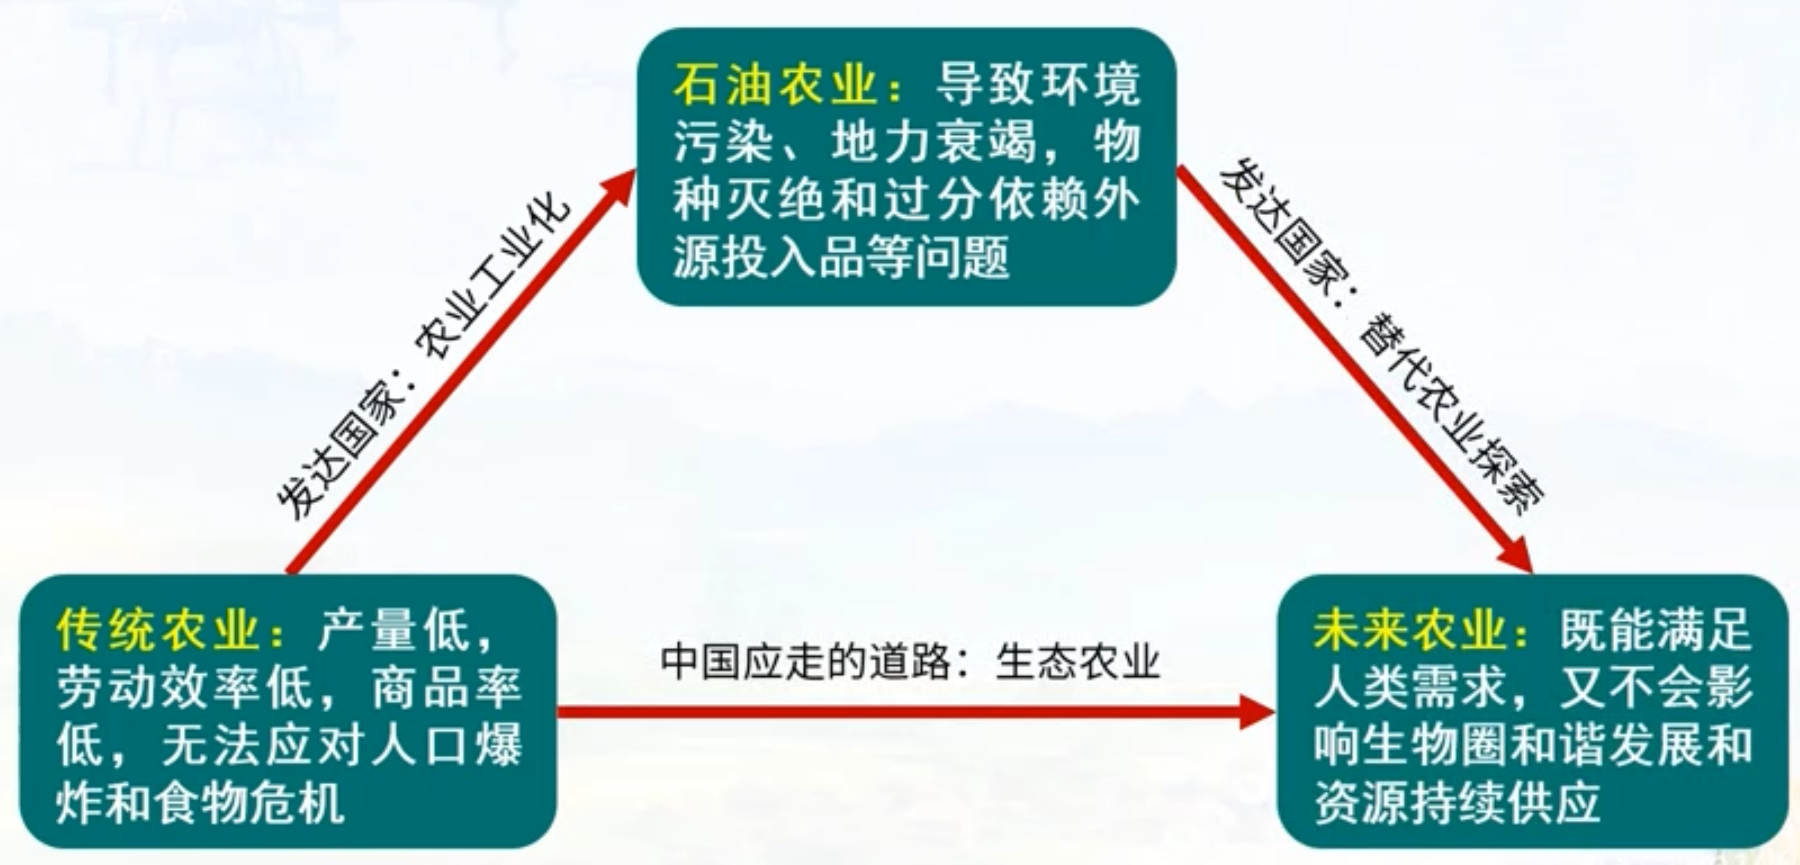 石油农业：导致环境
污染、地力衰竭，物
种灭绝和过分依赖外
源投入品等问题
发达国家：农业工业化
发达国家：替代农业探索
传统农业：产量低，
劳动效率低，商品率
低，无法应对人口爆
炸和食物危机
中国应走的道路：生态农业
未来农业：既能满足
人类需求，又不会影
响生物圈和谐发展和
资源持续供应